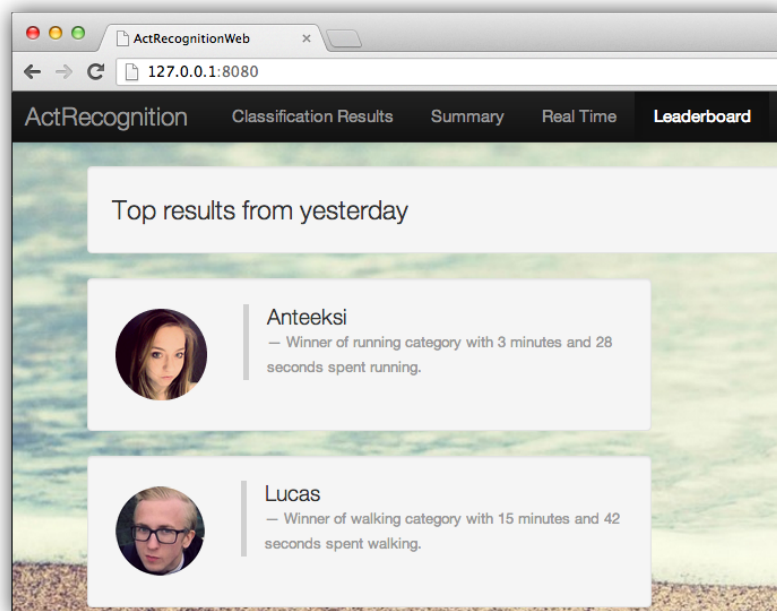 ActRecognitionWeb
127.0.0.1:8080
ActRecognition Classification Results Summary Real Time Leaderboard
Top results from yesterday
Anteeksi
— Winner of running category with 3 minutes and 28
seconds spent running.
Lucas
— Winner of walking category with 15 minutes and 42
seconds spent walking.